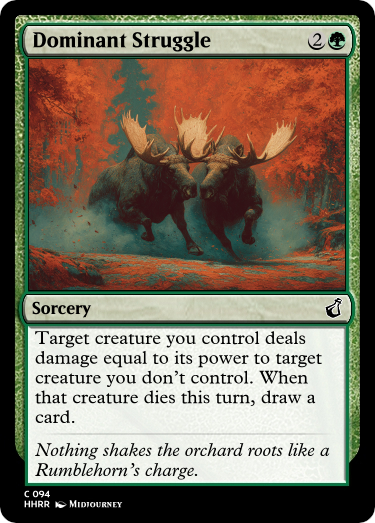 Dominant Struggle 2
Sorcery
Target creature you control deals
damage equal to its power to target
creature you don't control. When
that creature dies this turn, draw a
card.
Nothing shakes the orchard roots like a
Rumblehorn's charge.
C 094
HHRR Midjourney